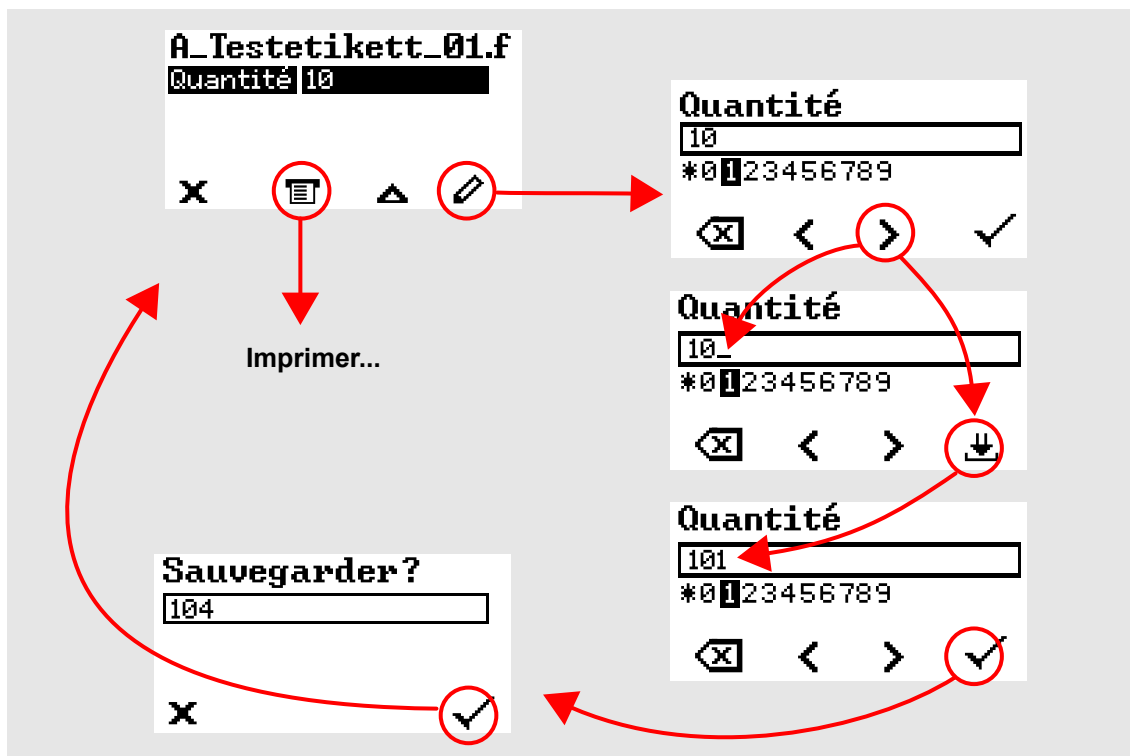 A_Testetikett_01.f
Quantité 10
Imprimer...
Quantité
10
*0123456789
Quantité
10_
*0123456789
Quantité
101
*0123456789
Sauvegarder?
104